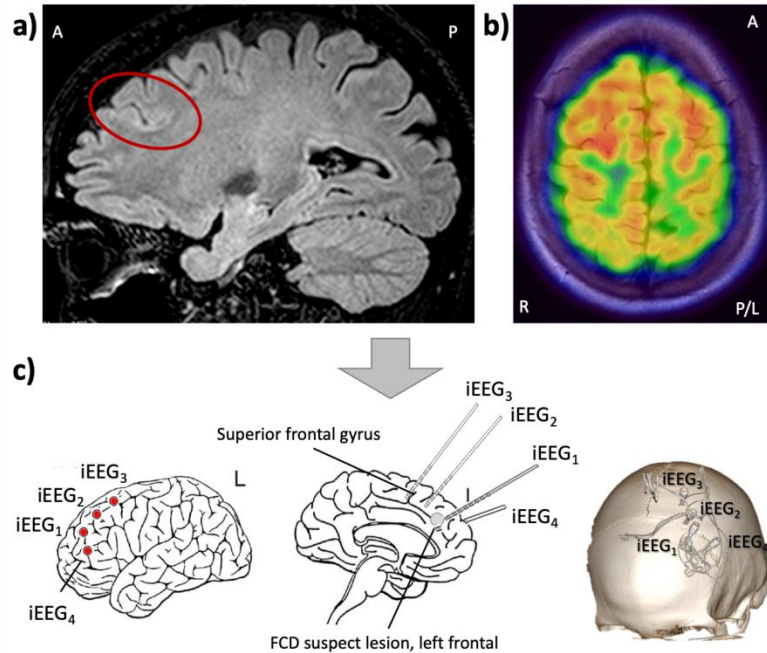 a)
A
P
b)
A
R
P/L
c)
iEEG₃
iEEG₂
iEEG₁
iEEG₄
L
Superior frontal gyrus
iEEG₃
iEEG₂
iEEG₁
iEEG₄
FCD suspect lesion, left frontal
iEEG₃
iEEG₂
iEEG₁
iEEG₄